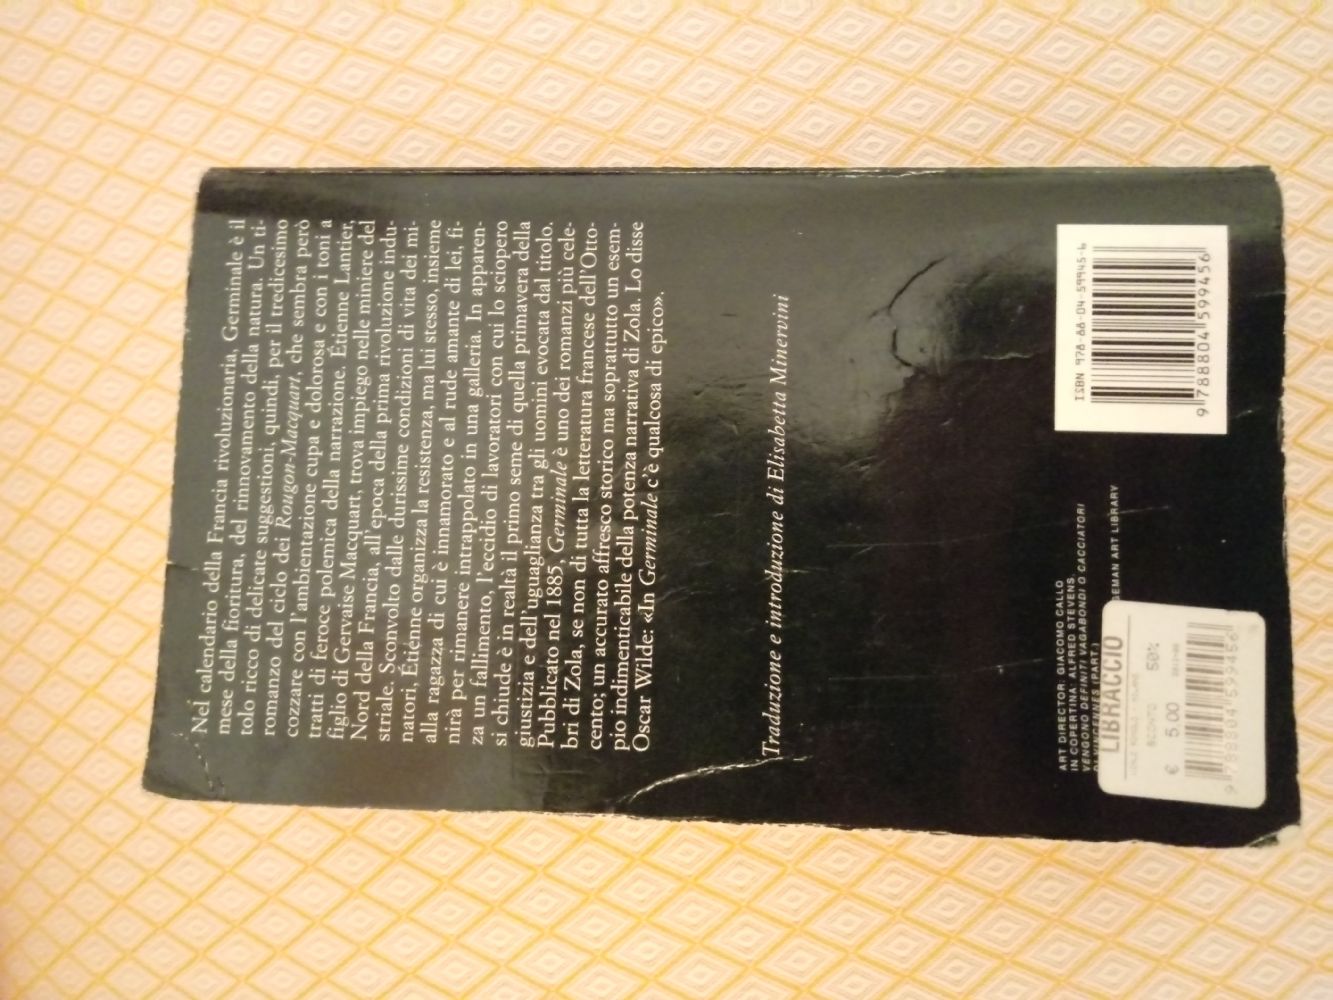 Nel calendario della Francia rivoluzionaria, Germinale è il
mese della fioritura, del rinnovamento della natura. Un ti-
tolo ricco di delicate suggestioni, quindi, per il tredicesimo
romanzo del ciclo dei Rougon-Macquart, che sembra però
cozzare con l'ambientazione cupa e dolorosa e con i toni a
tratti di feroce polemica della narrazione. Étienne Lantier,
figlio di Gervaise Macquart, trova impiego nelle miniere del
Nord della Francia, all'epoca della prima rivoluzione indu-
striale. Sconvolto dalle durissime condizioni di vita dei mi-
natori, Étienne organizza la resistenza, ma lui stesso, insieme
alla ragazza di cui è innamorato e al rude amante di lei, fi-
nirà per rimanere intrappolato in una galleria. In apparen-
za un fallimento, l'eccidio di lavoratori con cui lo sciopero
si chiude è in realtà il primo seme di quella primavera della
giustizia e dell'uguaglianza tra gli uomini evocata dal titolo.
Pubblicato nel 1885, Germinale è uno dei romanzi più cele-
bri di Zola, se non di tutta la letteratura francese dell'Otto-
cento; un accurato affresco storico ma soprattutto un esem-
pio indimenticabile della potenza narrativa di Zola. Lo disse
Oscar Wilde: «In Germinale c'è qualcosa di epico».
Traduzione e introduzione di Elisabetta Minervini
ART DIRECTOR: GIACOMO CALLO
IN COPERTINA: ALFRED STEVENS,
VENGONO DEFINITI VAGABONDI O CACCIATORI
DI VINCENNES (PART.)
ART LIBRARY
LIBRACCIO
SCONTO 50%
€ 5.00
9 788804 599456
ISBN 978-88-04-59945-6
9 788804 599456